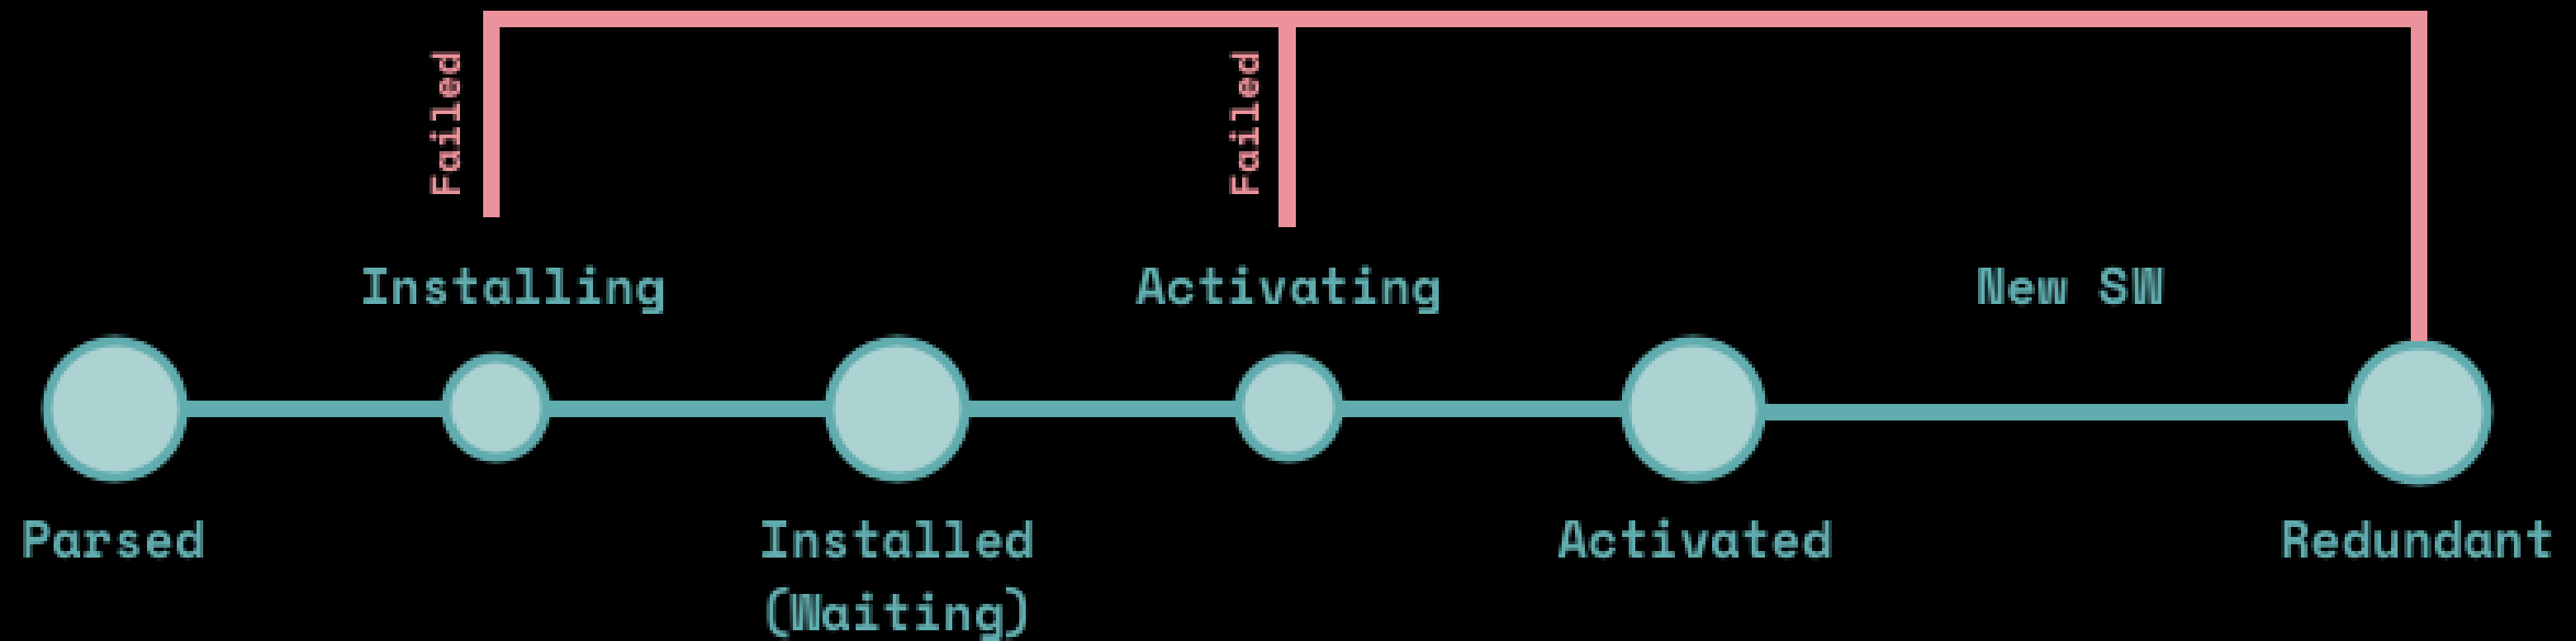 Failed
Failed
Installing
Activating
New SW
Parsed
Installed
(Waiting)
Activated
Redundant